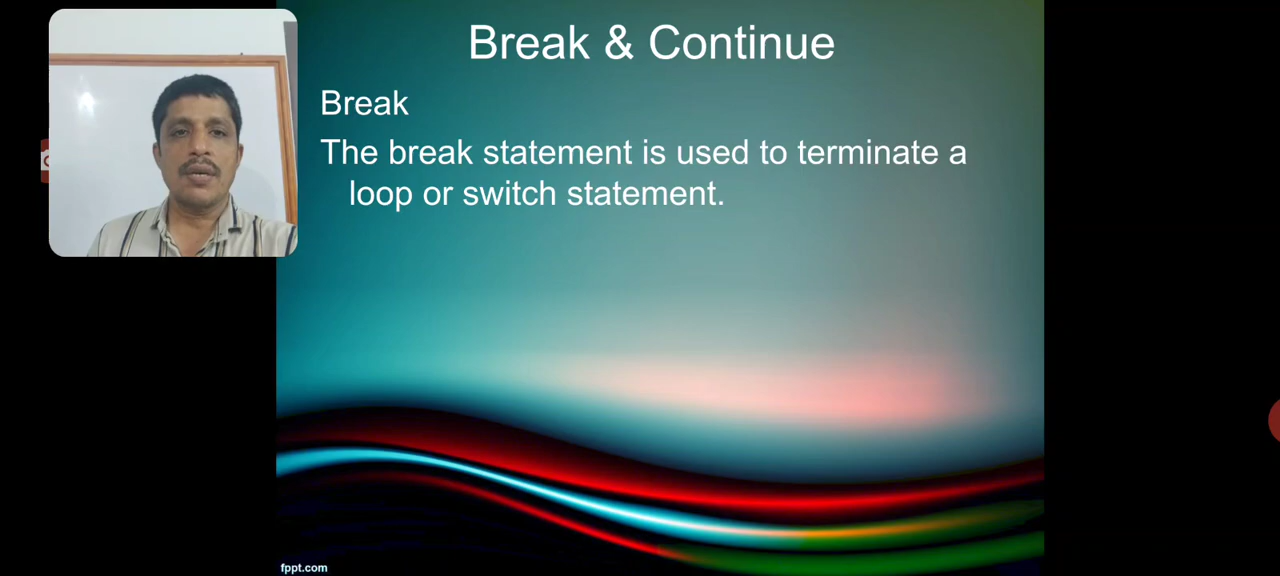 Break & Continue
Break
The break statement is used to terminate a
loop or switch statement.
fppt.com